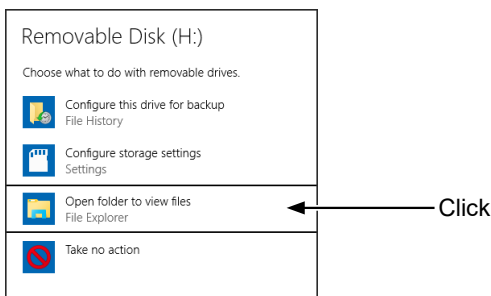 Removable Disk (H:)
Choose what to do with removable drives.
Configure this drive for backup
File History
Configure storage settings
Settings
Open folder to view files
File Explorer
Click
Take no action